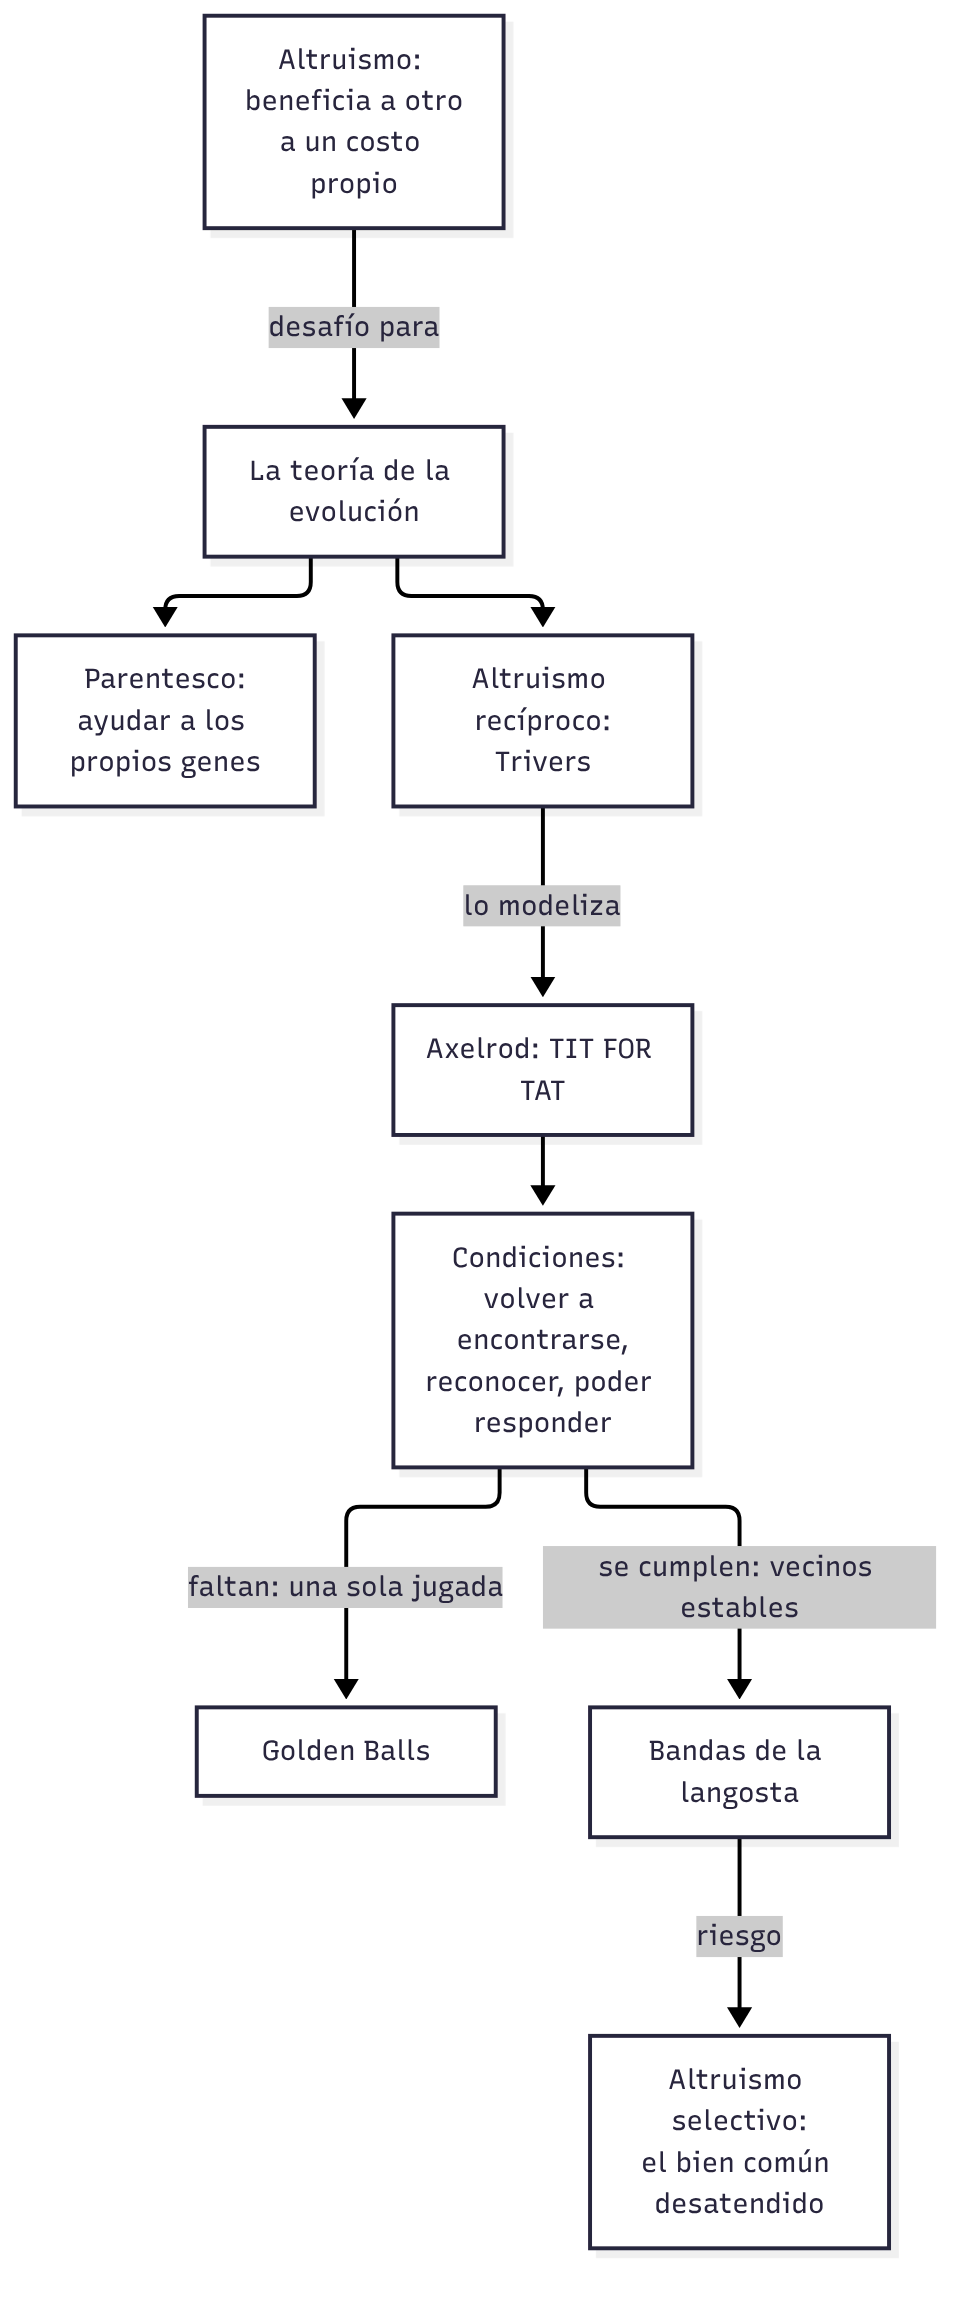 Altruismo:
beneficia a otro
a un costo
propio
desafío para
La teoría de la
evolución
Parentesco:
ayudar a los
propios genes
Altruismo
recíproco:
Trivers
lo modeliza
Axelrod: TIT FOR
TAT
Condiciones:
volver a
encontrarse,
reconocer, poder
responder
faltan: una sola jugada
se cumplen: vecinos
estables
Golden Balls
Bandas de la
langosta
riesgo
Altruismo
selectivo:
el bien común
desatendido